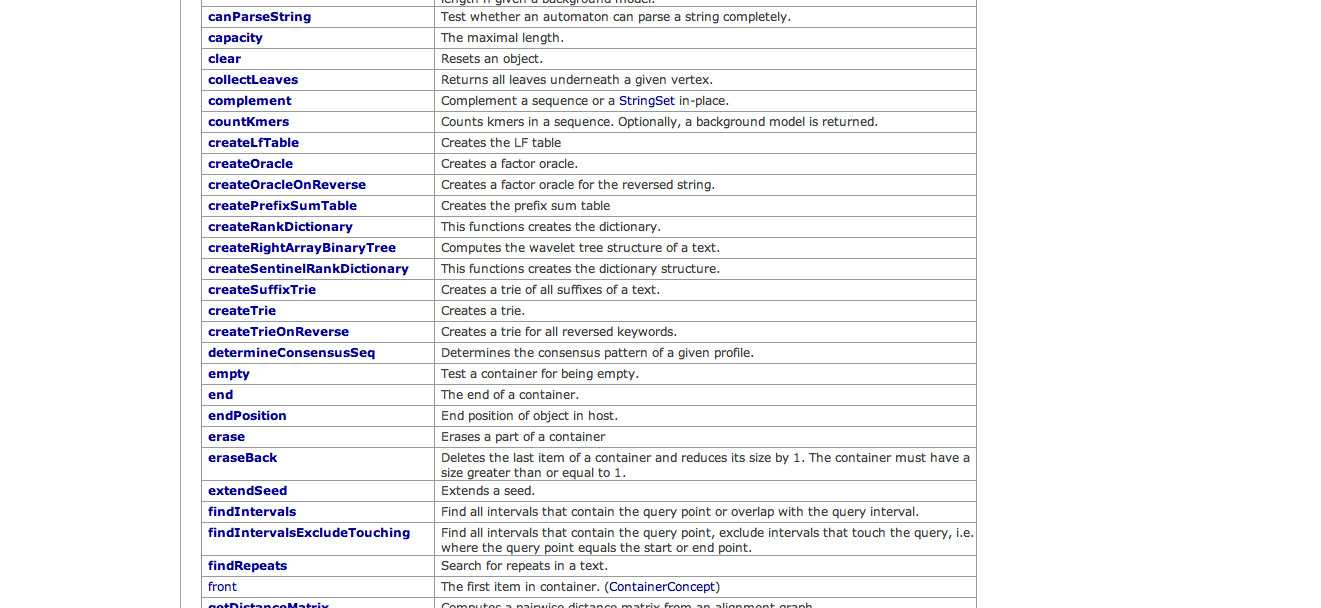 length n given a background model.
canParseString Test whether an automaton can parse a string completely.
capacity The maximal length.
clear Resets an object.
collectLeaves Returns all leaves underneath a given vertex.
complement Complement a sequence or a StringSet in-place.
countKmers Counts kmers in a sequence. Optionally, a background model is returned.
createLfTable Creates the LF table
createOracle Creates a factor oracle.
createOracleOnReverse Creates a factor oracle for the reversed string.
createPrefixSumTable Creates the prefix sum table
createRankDictionary This functions creates the dictionary.
createRightArrayBinaryTree Computes the wavelet tree structure of a text.
createSentinelRankDictionary This functions creates the dictionary structure.
createSuffixTrie Creates a trie of all suffixes of a text.
createTrie Creates a trie.
createTrieOnReverse Creates a trie for all reversed keywords.
determineConsensusSeq Determines the consensus pattern of a given profile.
empty Test a container for being empty.
end The end of a container.
endPosition End position of object in host.
erase Erases a part of a container
eraseBack Deletes the last item of a container and reduces its size by 1. The container must have a
size greater than or equal to 1.
extendSeed Extends a seed.
findIntervals Find all intervals that contain the query point or overlap with the query interval.
findIntervalsExcludeTouching Find all intervals that contain the query point, exclude intervals that touch the query, i.e.
where the query point equals the start or end point.
findRepeats Search for repeats in a text.
front The first item in container. (ContainerConcept)
getDistanceMatrix Computes a pairwise distance matrix from an alignment graph.